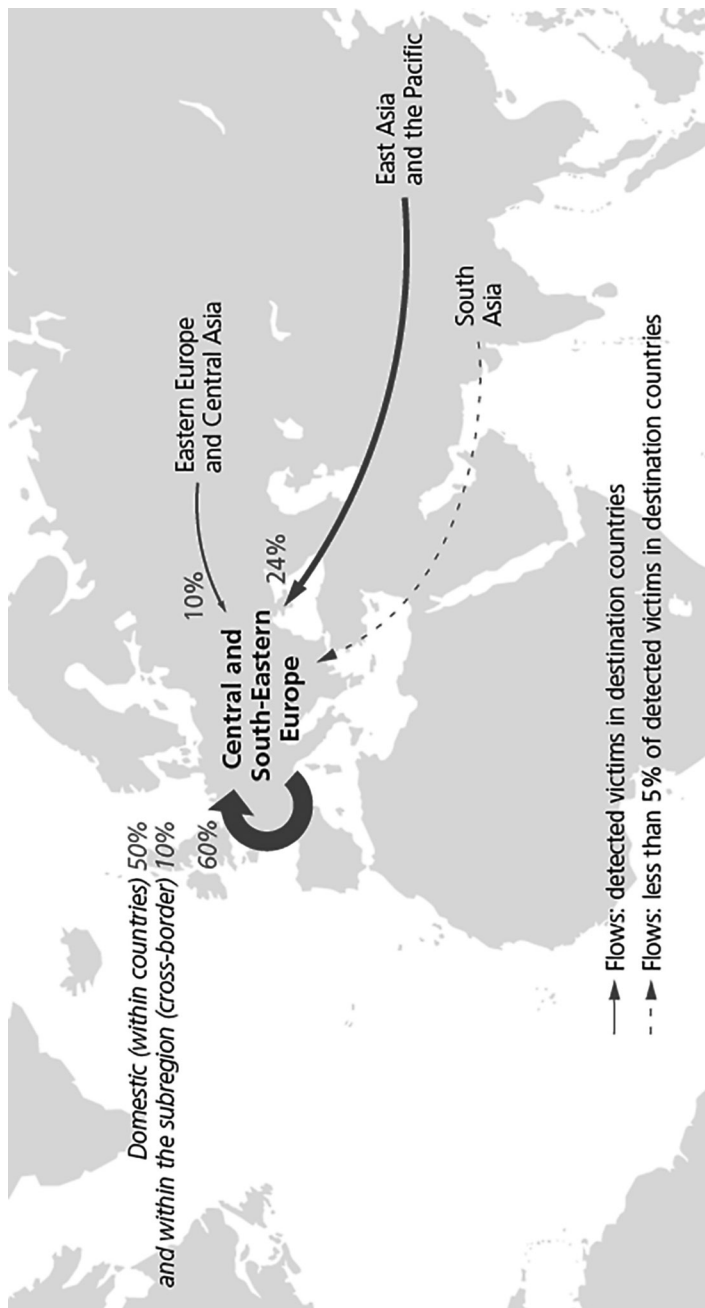 Domestic (within countries) 50%
and within the subregion (cross-border) 10%
60%
Central and
South-Eastern
Europe
10%
Eastern Europe
and Central Asia
24%
East Asia
and the Pacific
South
Asia
Flows: detected victims in destination countries
Flows: less than 5% of detected victims in destination countries